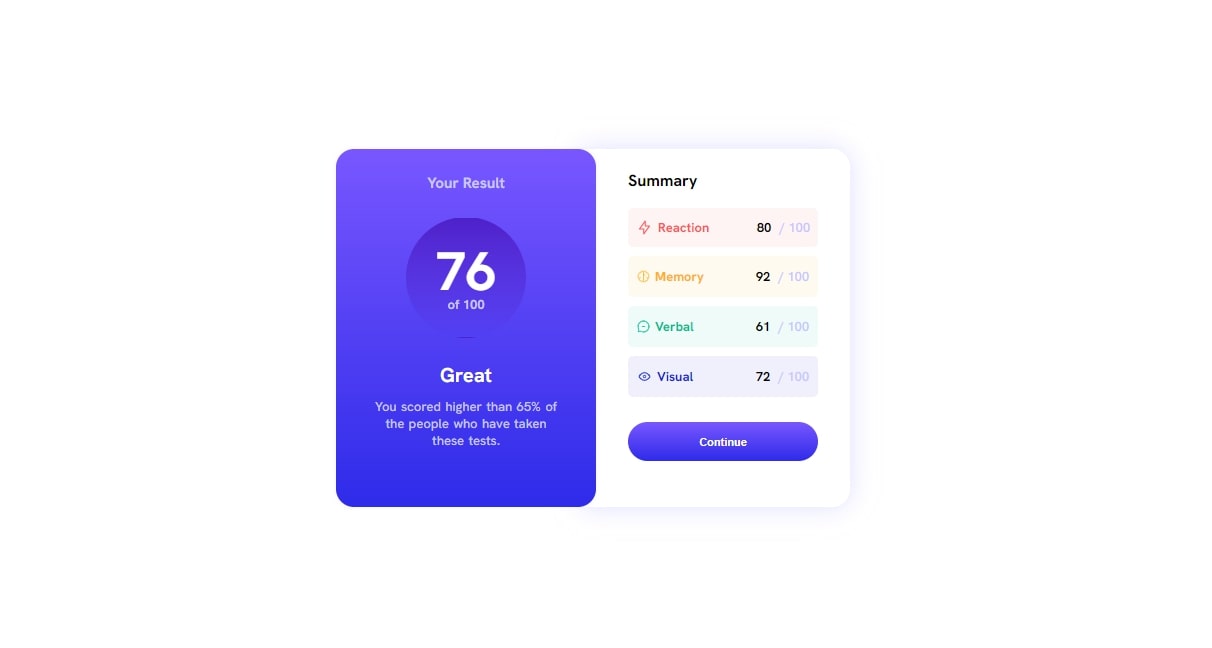 Your Result
76
of 100
Great
You scored higher than 65% of
the people who have taken
these tests.
Summary
Reaction 80 / 100
Memory 92 / 100
Verbal 61 / 100
Visual 72 / 100
Continue